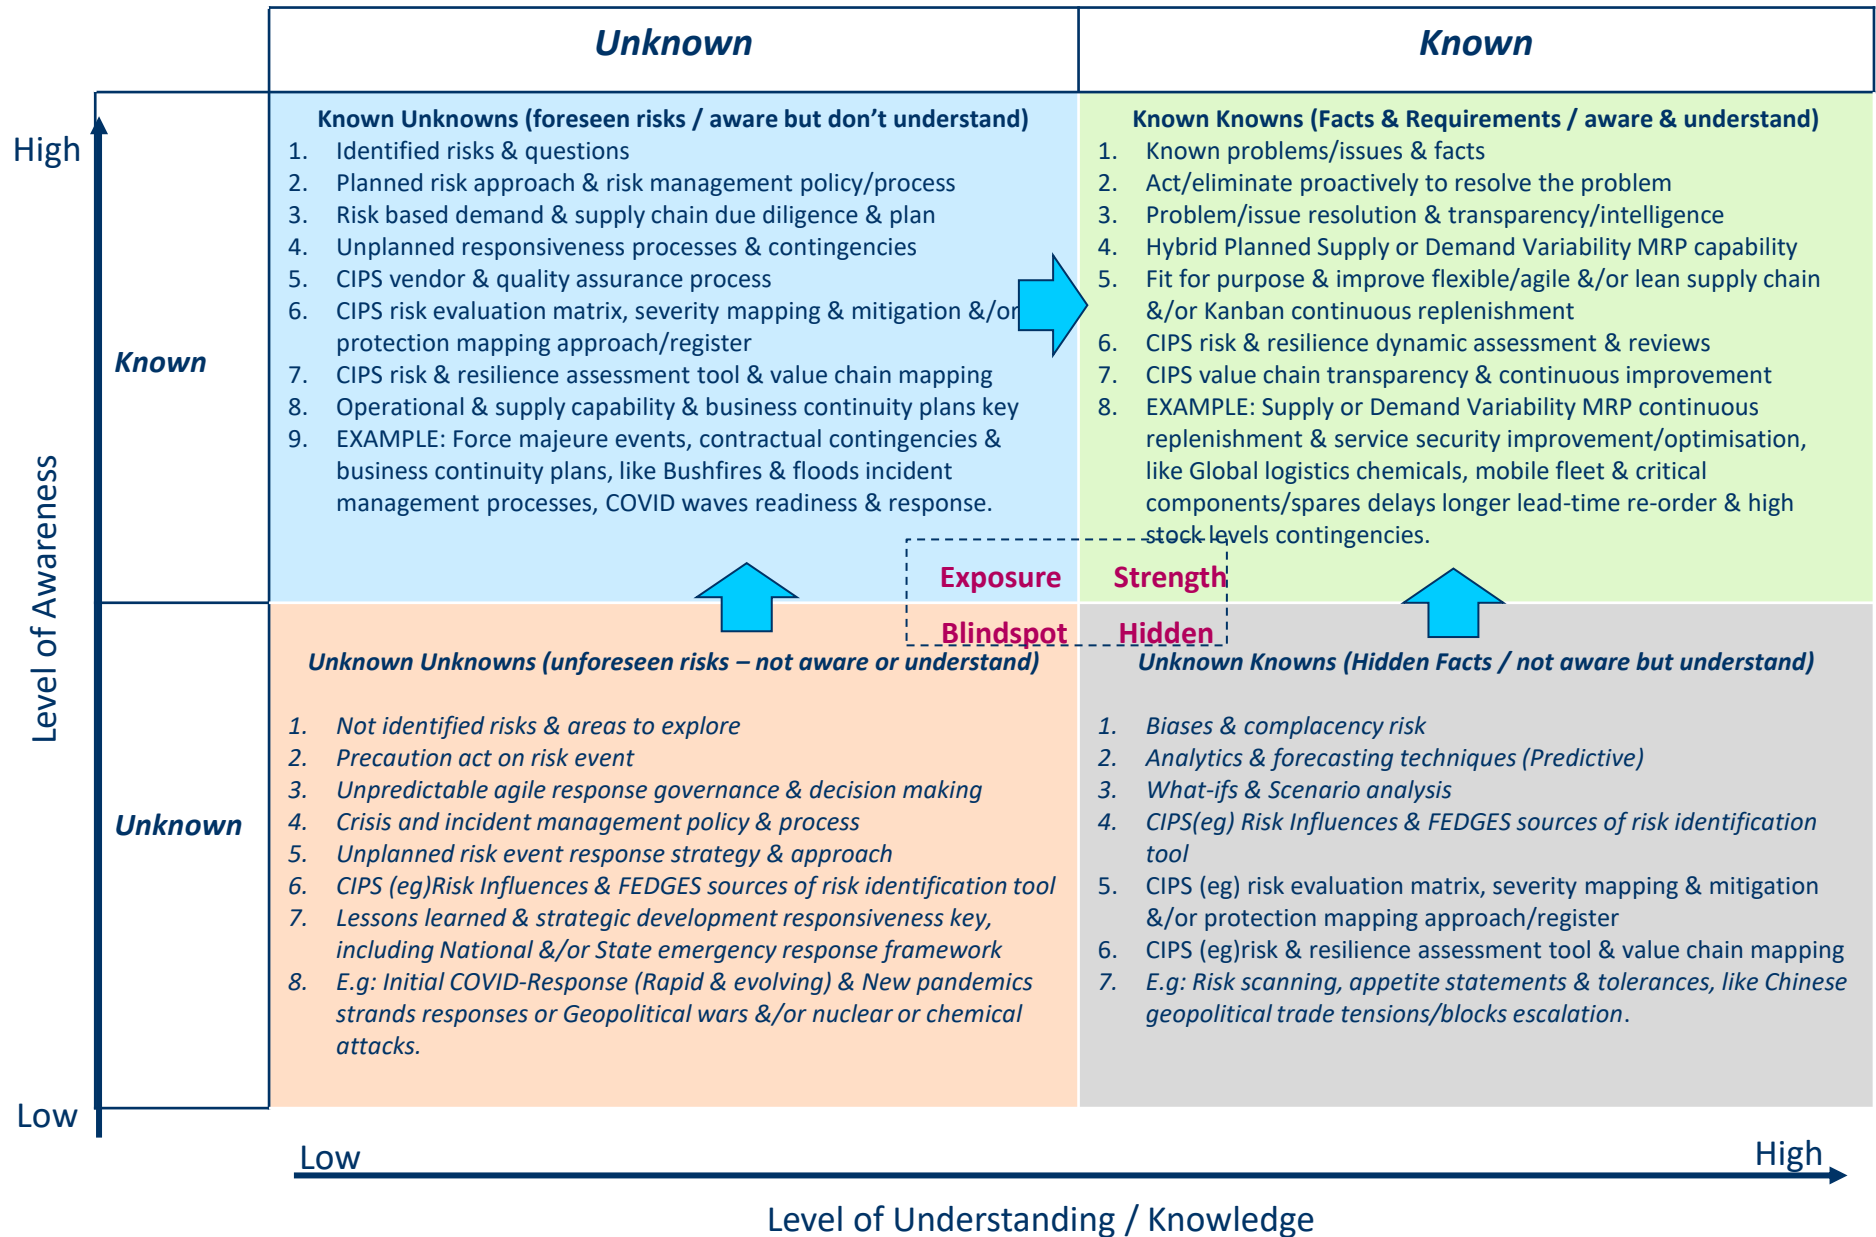 Unknown
Known
High
Level of Awareness
Low
Known
Known Unknowns (foreseen risks / aware but don't understand)
1. Identified risks & questions
2. Planned risk approach & risk management policy/process
3. Risk based demand & supply chain due diligence & plan
4. Unplanned responsiveness processes & contingencies
5. CIPS vendor & quality assurance process
6. CIPS risk evaluation matrix, severity mapping & mitigation &/or
protection mapping approach/register
7. CIPS risk & resilience assessment tool & value chain mapping
8. Operational & supply capability & business continuity plans key
9. EXAMPLE: Force majeure events, contractual contingencies &
business continuity plans, like Bushfires & floods incident
management processes, COVID waves readiness & response.
Known Knowns (Facts & Requirements / aware & understand)
1. Known problems/issues & facts
2. Act/eliminate proactively to resolve the problem
3. Problem/issue resolution & transparency/intelligence
4. Hybrid Planned Supply or Demand Variability MRP capability
5. Fit for purpose & improve flexible/agile &/or lean supply chain
&/or Kanban continuous replenishment
6. CIPS risk & resilience dynamic assessment & reviews
7. CIPS value chain transparency & continuous improvement
8. EXAMPLE: Supply or Demand Variability MRP continuous
replenishment & service security improvement/optimisation,
like Global logistics chemicals, mobile fleet & critical
components/spares delays longer lead-time re-order & high
stock levels contingencies.
Exposure
Strength
Blindspot
Hidden
Unknown
Unknown Unknowns (unforeseen risks – not aware or understand)
1. Not identified risks & areas to explore
2. Precaution act on risk event
3. Unpredictable agile response governance & decision making
4. Crisis and incident management policy & process
5. Unplanned risk event response strategy & approach
6. CIPS (eg)Risk Influences & FEDGES sources of risk identification tool
7. Lessons learned & strategic development responsiveness key,
including National &/or State emergency response framework
8. E.g: Initial COVID-Response (Rapid & evolving) & New pandemics
strands responses or Geopolitical wars &/or nuclear or chemical
attacks.
Unknown Knowns (Hidden Facts / not aware but understand)
1. Biases & complacency risk
2. Analytics & forecasting techniques (Predictive)
3. What-ifs & Scenario analysis
4. CIPS(eg) Risk Influences & FEDGES sources of risk identification
tool
5. CIPS (eg) risk evaluation matrix, severity mapping & mitigation
&/or protection mapping approach/register
6. CIPS (eg)risk & resilience assessment tool & value chain mapping
7. E.g: Risk scanning, appetite statements & tolerances, like Chinese
geopolitical trade tensions/blocks escalation.
Low
High
Level of Understanding / Knowledge